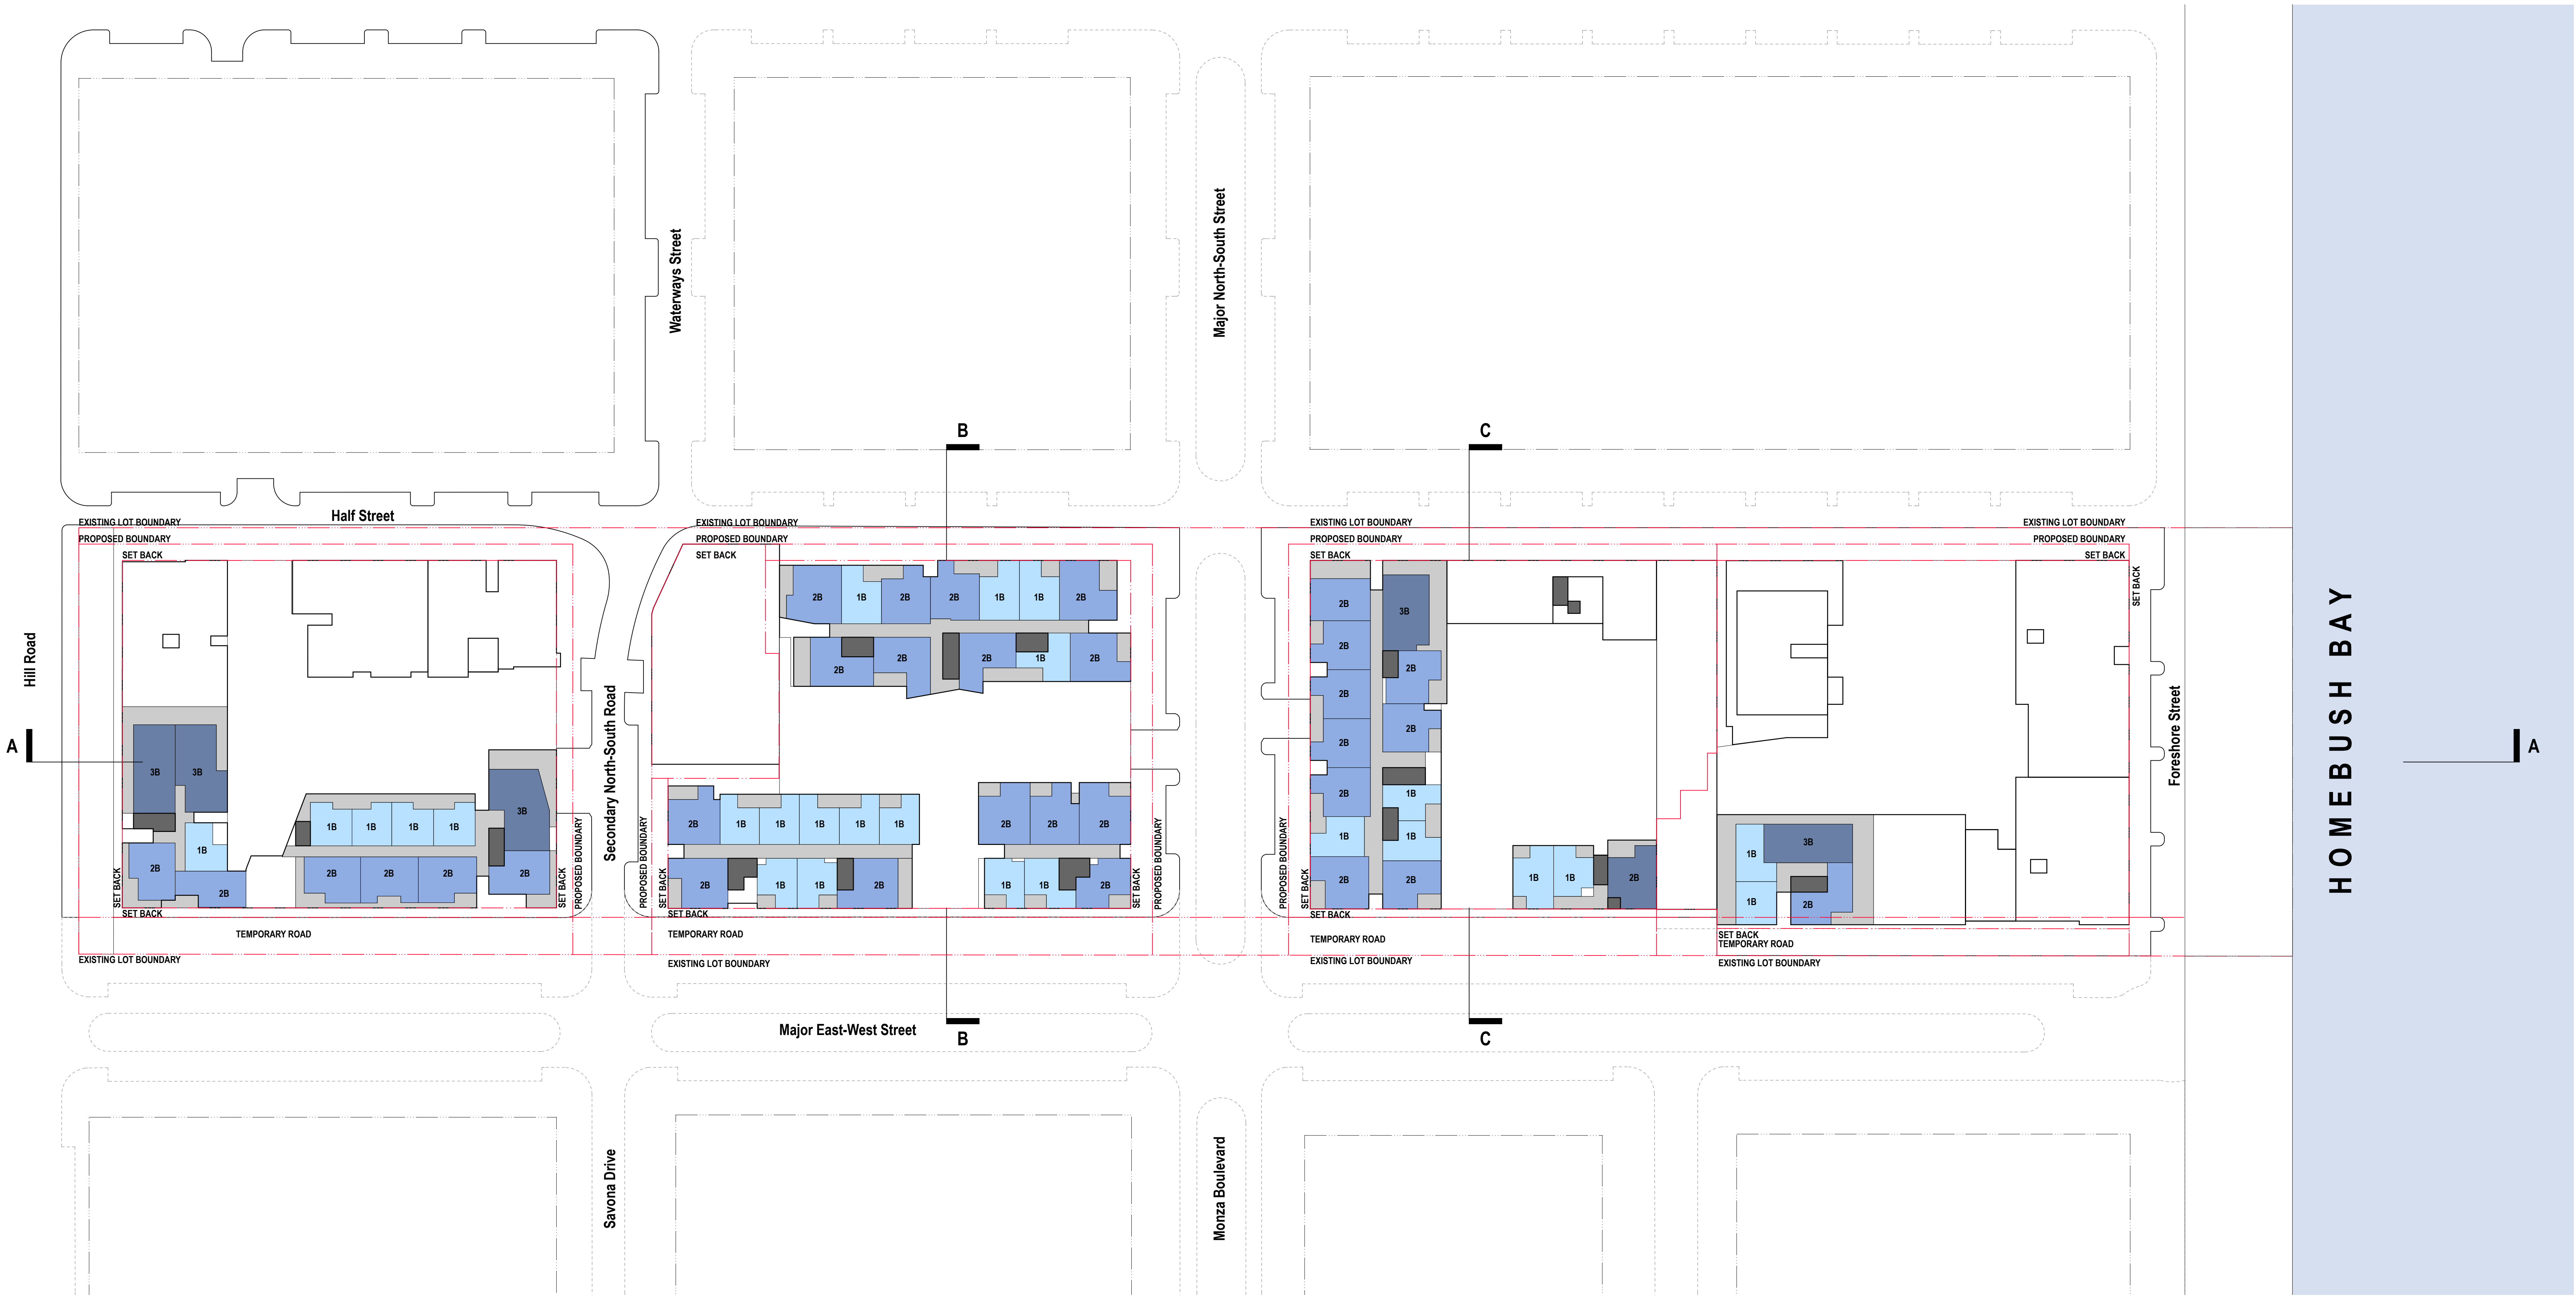 Waterways Street
Major North-South Street
B
C
Half Street
EXISTING LOT BOUNDARY
PROPOSED BOUNDARY
SET BACK
EXISTING LOT BOUNDARY
PROPOSED BOUNDARY
SET BACK
EXISTING LOT BOUNDARY
PROPOSED BOUNDARY
SET BACK
EXISTING LOT BOUNDARY
PROPOSED BOUNDARY
SET BACK
SET BACK
Hill Road
A
3B
3B
1B
2B
2B
1B
1B
1B
1B
2B
2B
2B
3B
2B
SET BACK
SET BACK
PROPOSED BOUNDARY
SET BACK
TEMPORARY ROAD
EXISTING LOT BOUNDARY
Secondary North-South Road
2B
1B
2B
2B
1B
1B
2B
2B
2B
2B
1B
2B
2B
1B
1B
1B
1B
1B
2B
2B
2B
2B
1B
1B
2B
1B
1B
2B
PROPOSED BOUNDARY
SET BACK
SET BACK
PROPOSED BOUNDARY
SET BACK
TEMPORARY ROAD
EXISTING LOT BOUNDARY
2B
2B
2B
2B
2B
1B
2B
3B
2B
2B
1B
1B
2B
1B
1B
2B
PROPOSED BOUNDARY
SET BACK
SET BACK
TEMPORARY ROAD
EXISTING LOT BOUNDARY
1B
3B
1B
2B
SET BACK
TEMPORARY ROAD
EXISTING LOT BOUNDARY
Foreshore Street
HOMEBUSH BAY
A
Major East-West Street
B
C
Savona Drive
Monza Boulevard